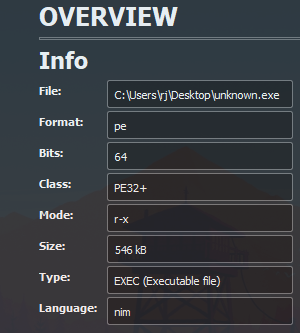 OVERVIEW
Info
File: C:\Users\rj\Desktop\unknown.exe
Format: pe
Bits: 64
Class: PE32+
Mode: r-x
Size: 546 kB
Type: EXEC (Executable file)
Language: nim